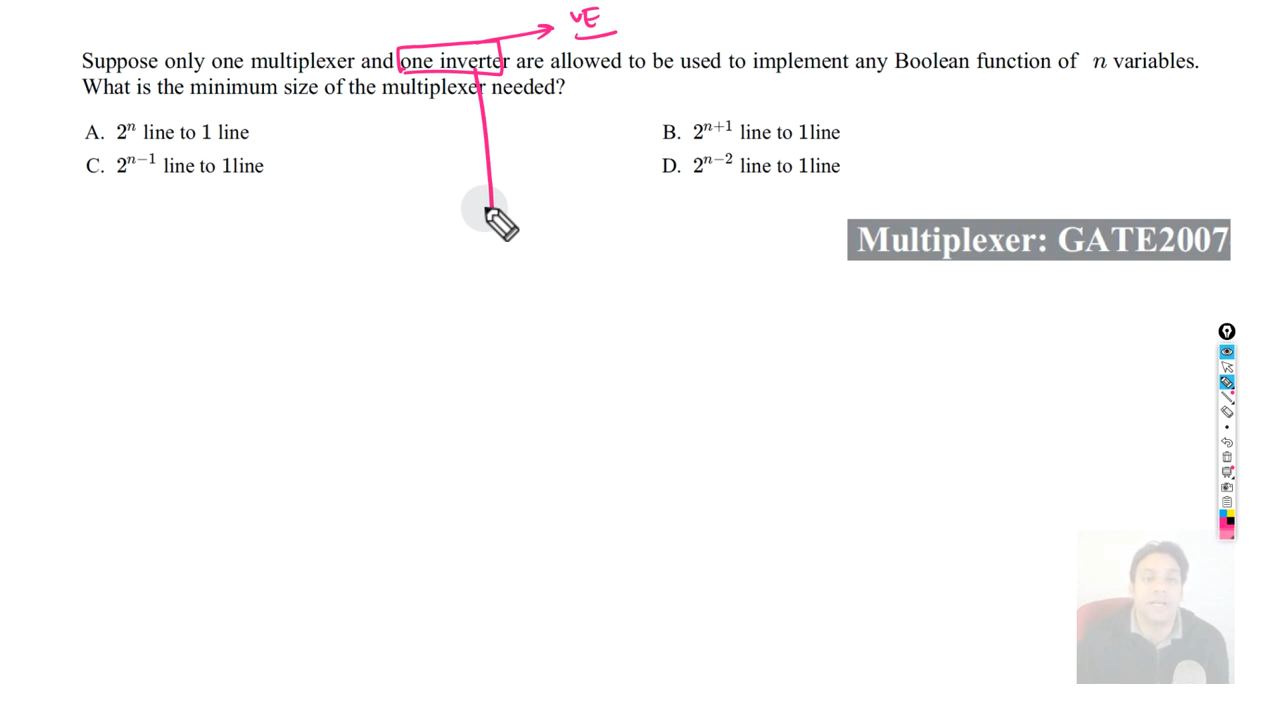 VE
Suppose only one multiplexer and one inverter are allowed to be used to implement any Boolean function of n variables.
What is the minimum size of the multiplexer needed?
A. 2^n line to 1 line
B. 2^{n+1} line to 1line
C. 2^{n−1} line to 1line
D. 2^{n−2} line to 1line
Multiplexer: GATE2007